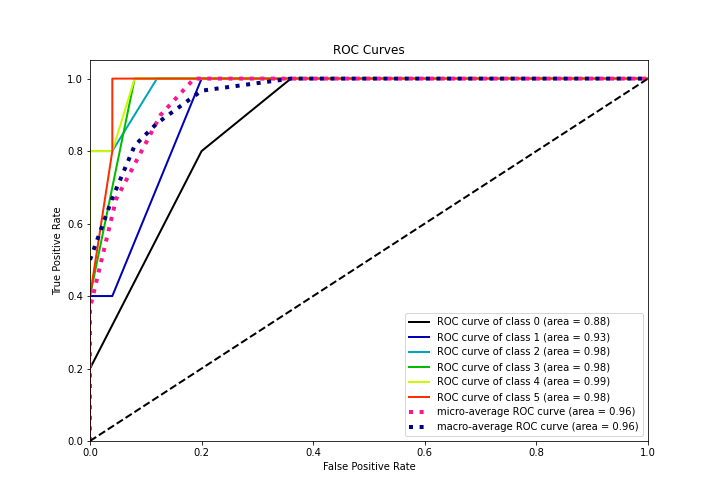 ROC Curves
True Positive Rate
1.0
0.8
0.6
0.4
0.2
0.0
0.0 0.2 0.4 0.6 0.8 1.0
False Positive Rate
ROC curve of class 0 (area = 0.88)
ROC curve of class 1 (area = 0.93)
ROC curve of class 2 (area = 0.98)
ROC curve of class 3 (area = 0.98)
ROC curve of class 4 (area = 0.99)
ROC curve of class 5 (area = 0.98)
micro-average ROC curve (area = 0.96)
macro-average ROC curve (area = 0.96)